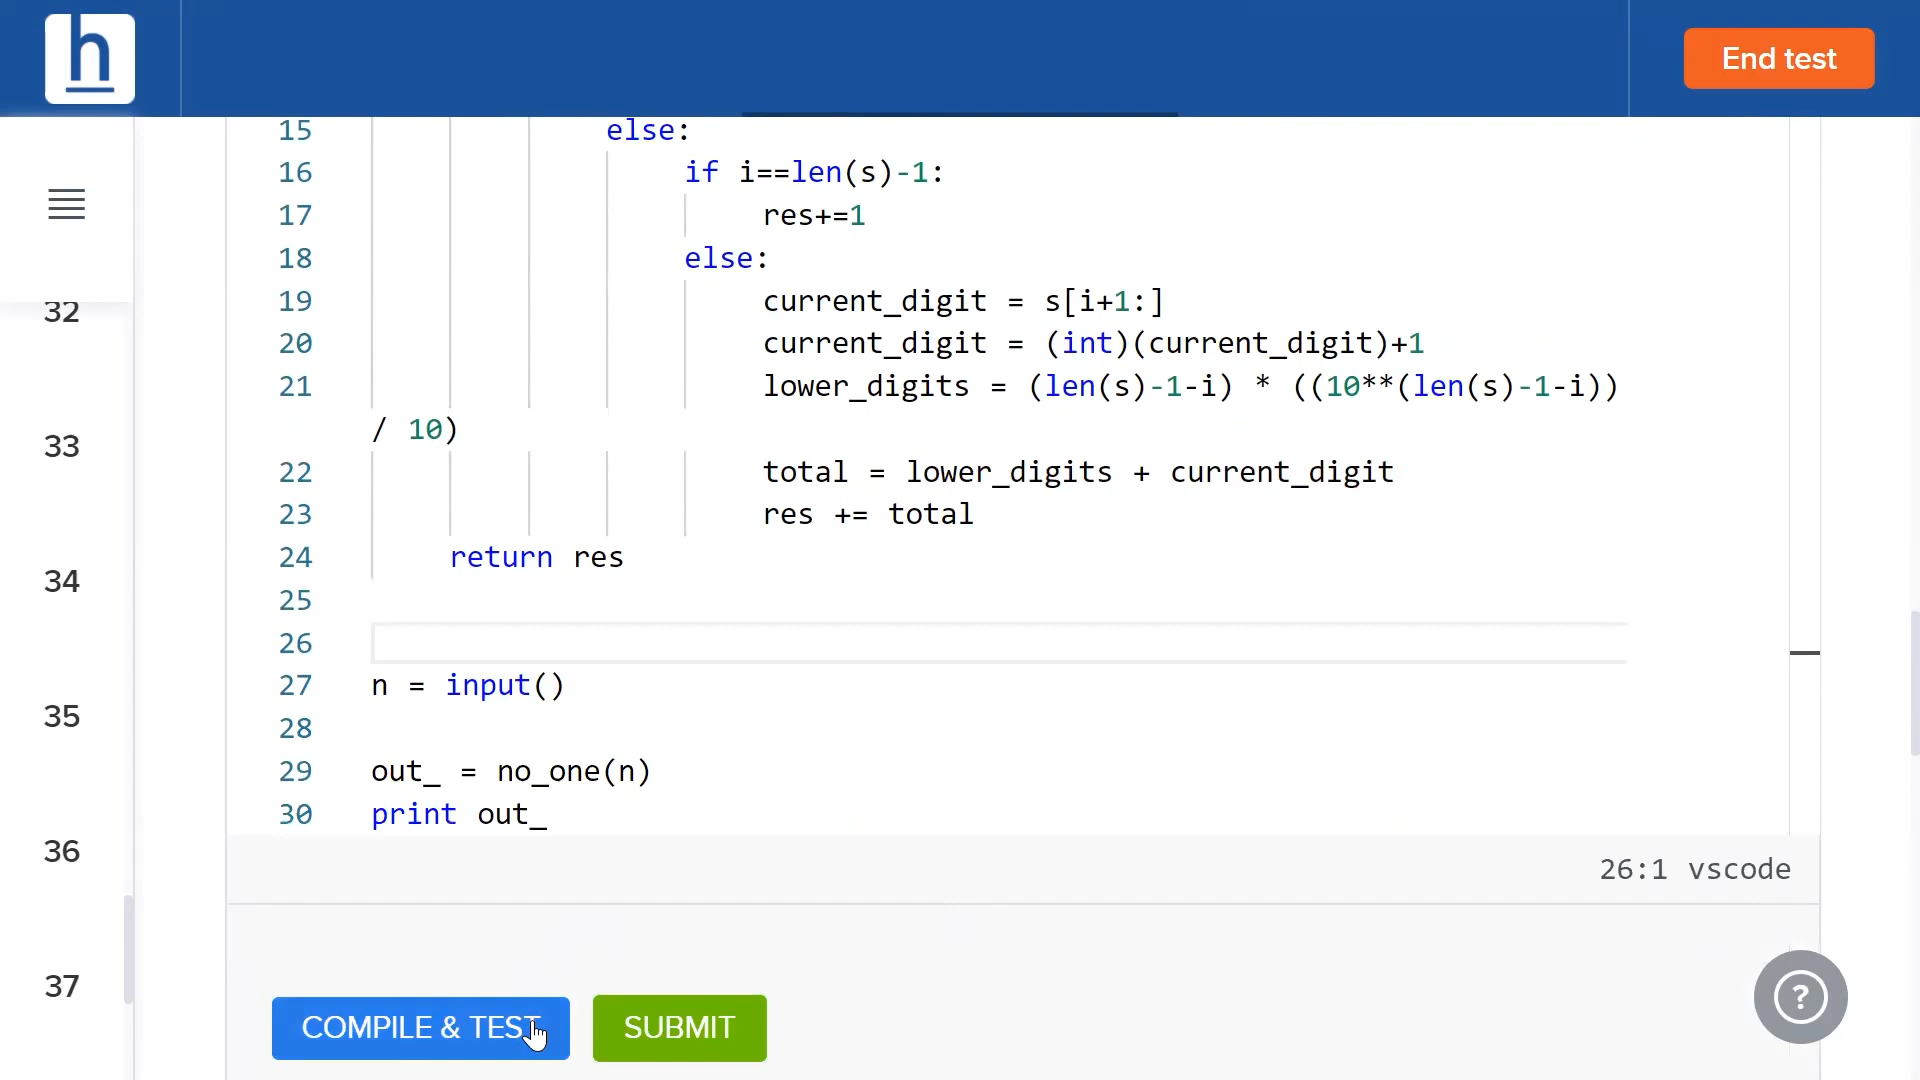 h
End test
15 else:
16 if i==len(s)-1:
17 res+=1
18 else:
19 current_digit = s[i+1:]
20 current_digit = (int)(current_digit)+1
21 lower_digits = (len(s)-1-i) * ((10**(len(s)-1-i))
/ 10)
22 total = lower_digits + current_digit
23 res += total
24 return res
25
26
27 n = input()
28
29 out_ = no_one(n)
30 print out_
26:1 vscode
COMPILE & TEST
SUBMIT
?
32
33
34
35
36
37